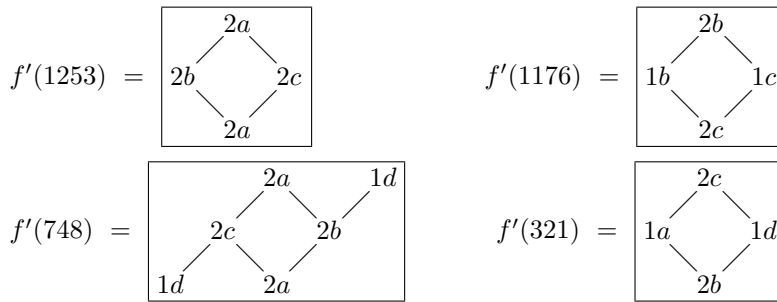 2a 2b
f′(1253) = 2b 2c f′(1176) = 1b 1c
2a 2c
2a 1d 2c
f′(748) = 2c 2b f′(321) = 1a 1d
1d 2a 2b